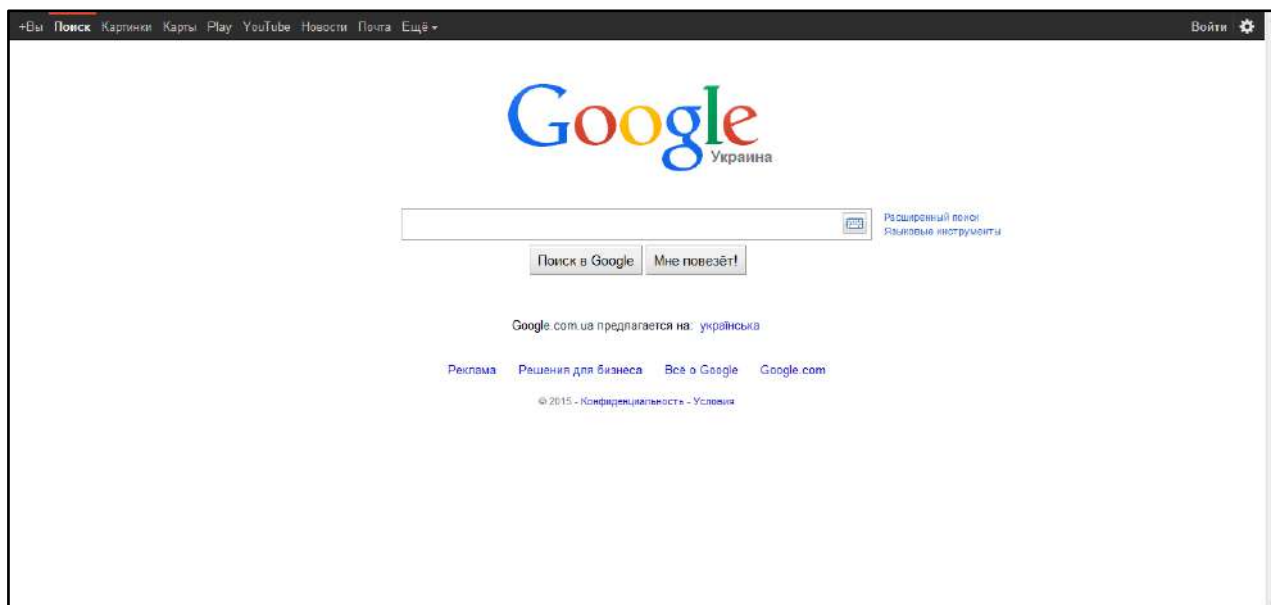 +Вы Поиск Картинки Карты Play YouTube Новости Почта Ещё
Войти
Google
Украина
Расширенный поиск
Языковые инструменты
Поиск в Google Мне повезёт!
Google.com.ua предлагается на: українська
Реклама Решения для бизнеса Всё о Google Google.com
© 2015 - Конфиденциальность - Условия